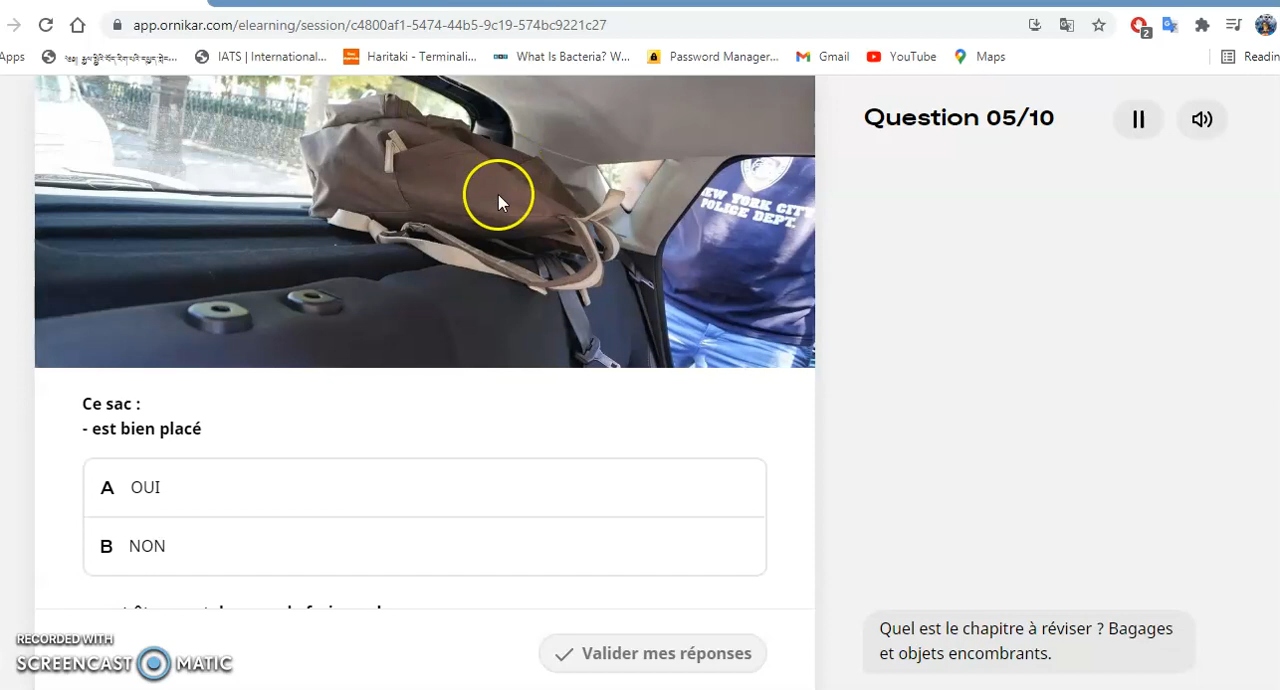 app.ornikar.com/elearning/session/c4800af1-5474-44b5-9c19-574bc9221c27
2
Apps
IATS | International...
Haritaki - Terminali...
What Is Bacteria? W...
Password Manager...
Gmail
YouTube
Maps
Readin
NEW YORK CITY
POLICE DEPT.
Question 05/10
Ce sac :
- est bien placé
A OUI
B NON
Valider mes réponses
Quel est le chapitre à réviser ? Bagages
et objets encombrants.
RECORDED WITH
SCREENCAST MATIC